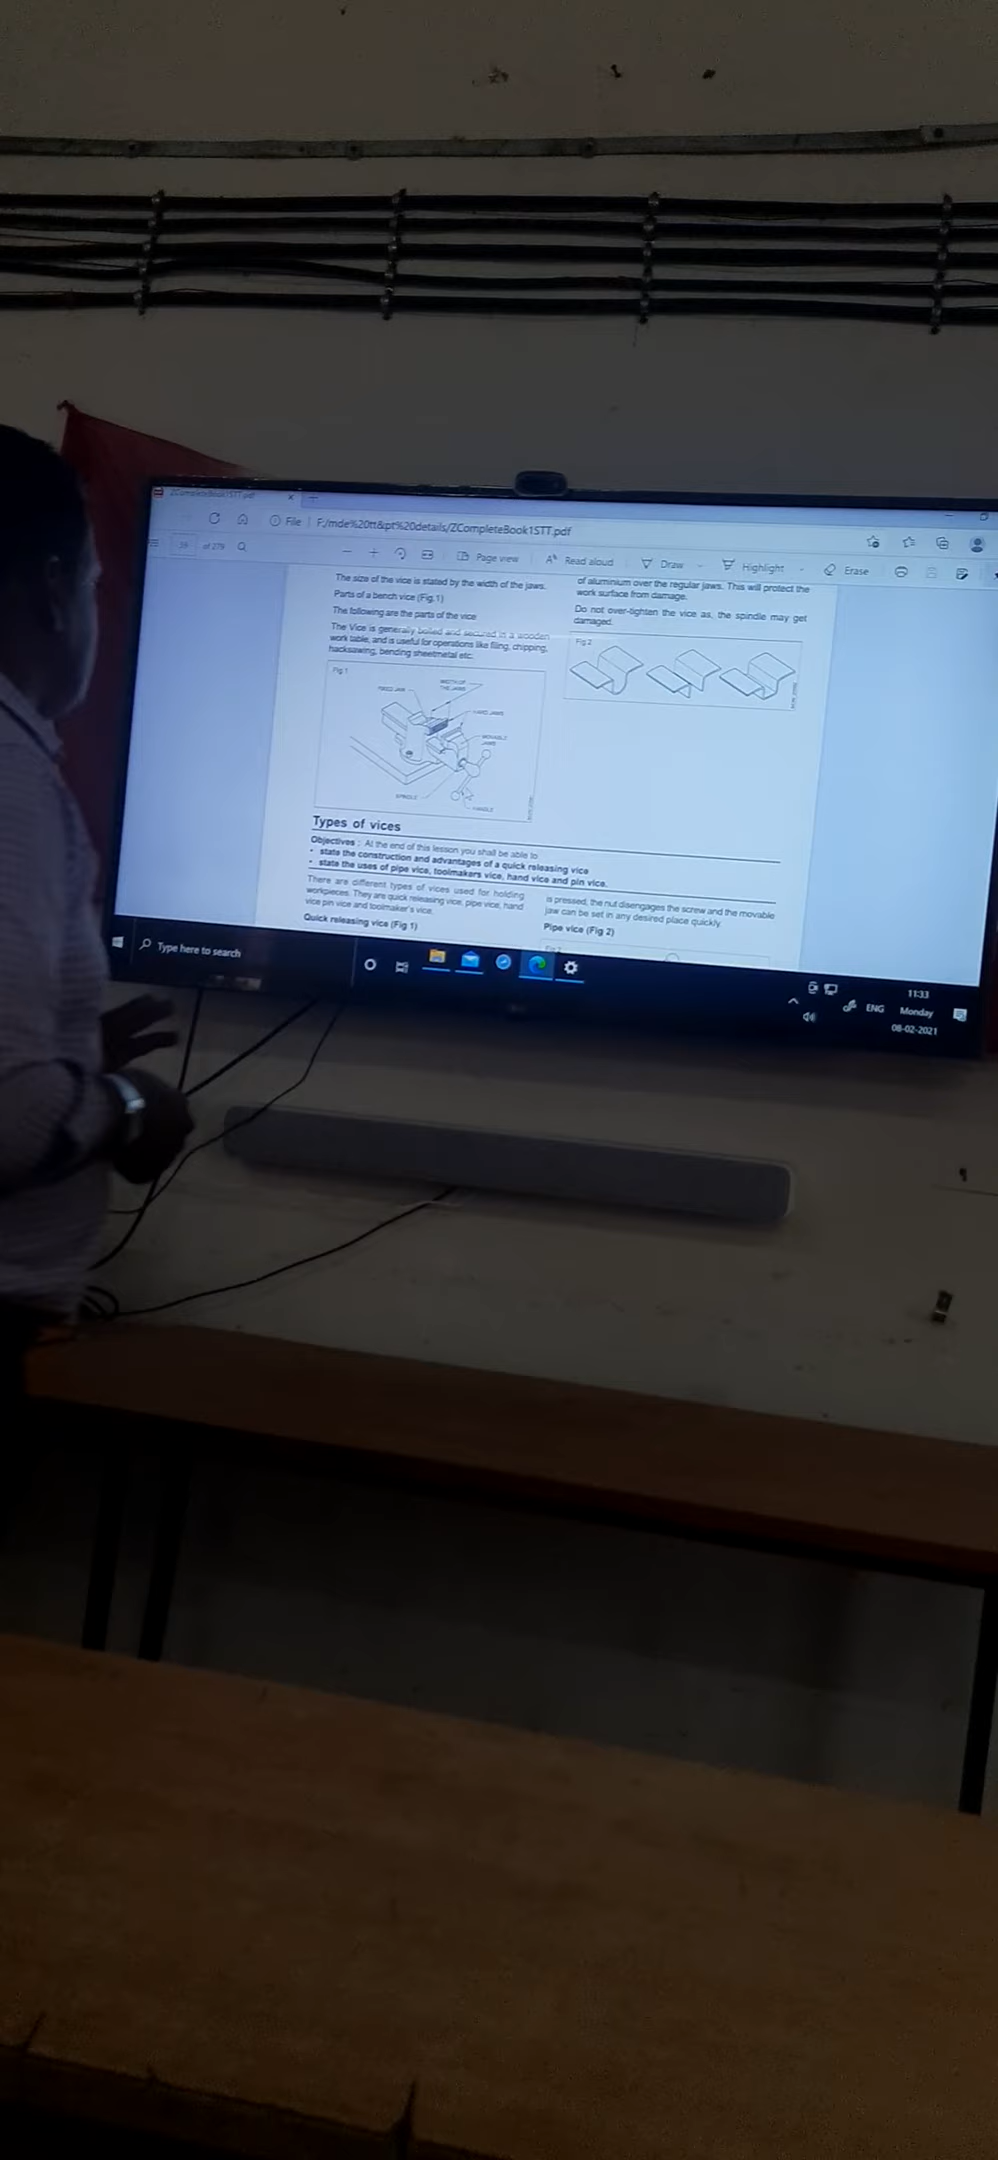 ZCompleteBook1STT.pdf
File
F:/mde%20tt&pt%20details/ZCompleteBook1STT.pdf
39 of 279
Page view
Read aloud
Draw
Highlight
Erase
The size of the vice is stated by the width of the jaws.
Parts of a bench vice (Fig.1)
The following are the parts of the vice
The Vice is generally bolted and secured in a wooden
work table, and is useful for operations like filing, chipping,
hacksawing, bending sheetmetal etc.
Fig 1
WIDTH OF
THE JAWS
FIXED JAW
HARD JAWS
MOVABLE
JAWS
SPINDLE
HANDLE
of aluminium over the regular jaws. This will protect the
work surface from damage.
Do not over-tighten the vice as, the spindle may get
damaged.
Fig 2
Types of vices
Objectives : At the end of this lesson you shall be able to
• state the construction and advantages of a quick releasing vice
• state the uses of pipe vice, toolmakers vice, hand vice and pin vice.
There are different types of vices used for holding
workpieces. They are quick releasing vice, pipe vice, hand
vice pin vice and toolmaker's vice.
Quick releasing vice (Fig 1)
is pressed, the nut disengages the screw and the movable
jaw can be set in any desired place quickly.
Pipe vice (Fig 2)
Fig 2
Type here to search
ENG
11:33
Monday
08-02-2021